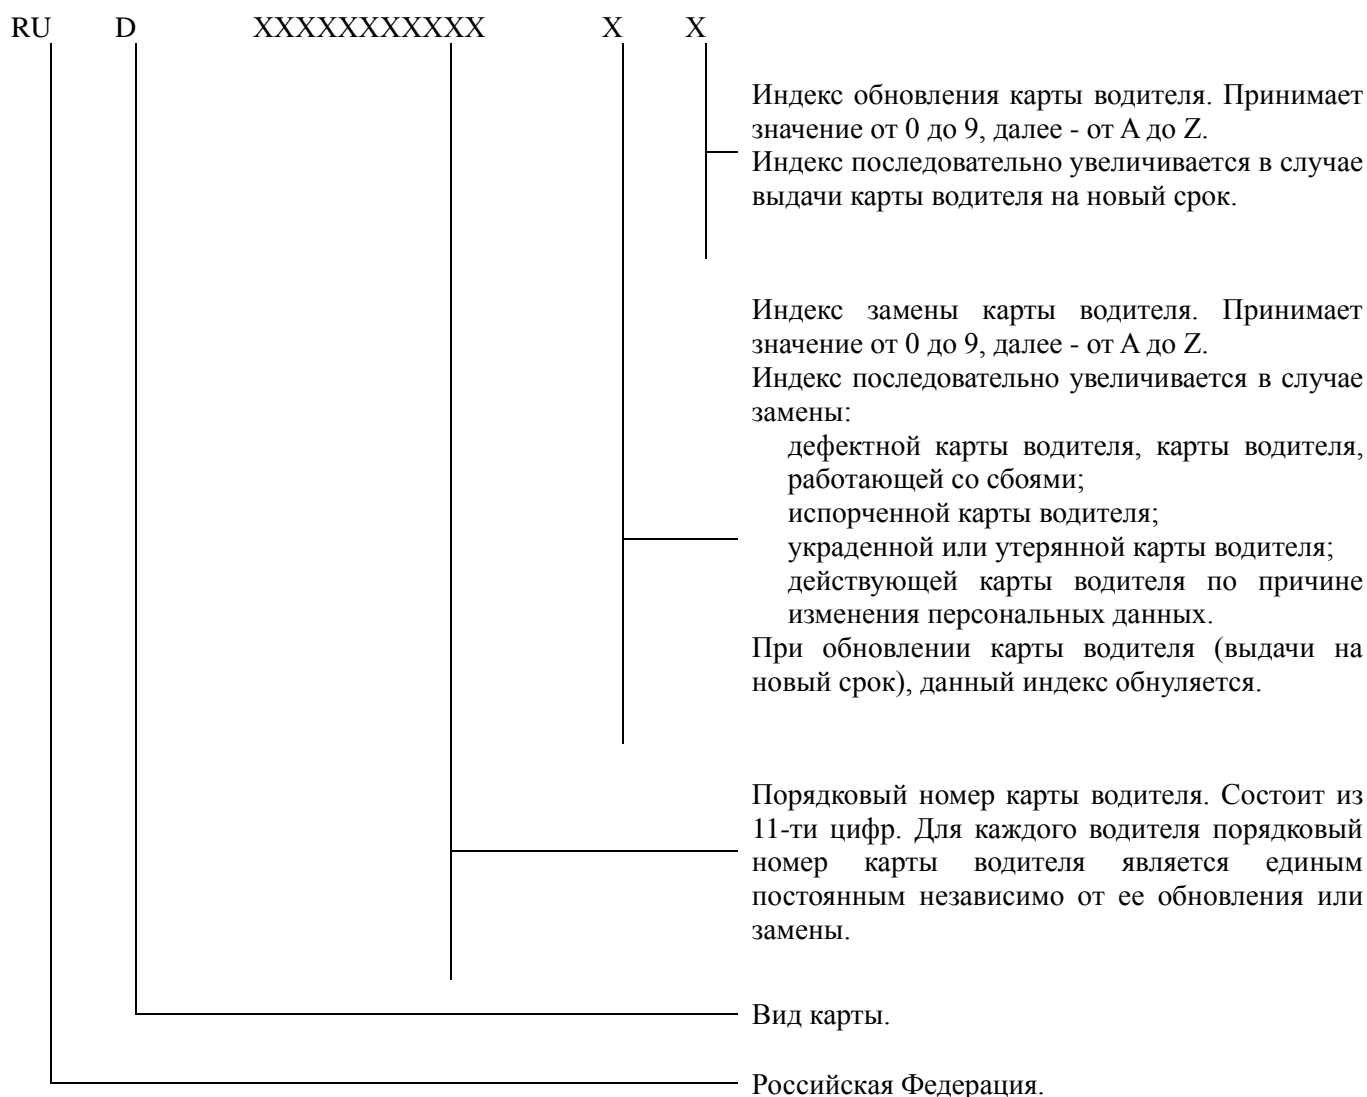 RU D XXXXXXXXXXX X X
Индекс обновления карты водителя. Принимает
значение от 0 до 9, далее - от A до Z.
Индекс последовательно увеличивается в случае
выдачи карты водителя на новый срок.
Индекс замены карты водителя. Принимает
значение от 0 до 9, далее - от A до Z.
Индекс последовательно увеличивается в случае
замены:
дефектной карты водителя, карты водителя,
работающей со сбоями;
испорченной карты водителя;
украденной или утерянной карты водителя;
действующей карты водителя по причине
изменения персональных данных.
При обновлении карты водителя (выдачи на
новый срок), данный индекс обнуляется.
Порядковый номер карты водителя. Состоит из
11-ти цифр. Для каждого водителя порядковый
номер карты водителя является единым
постоянным независимо от ее обновления или
замены.
Вид карты.
Российская Федерация.